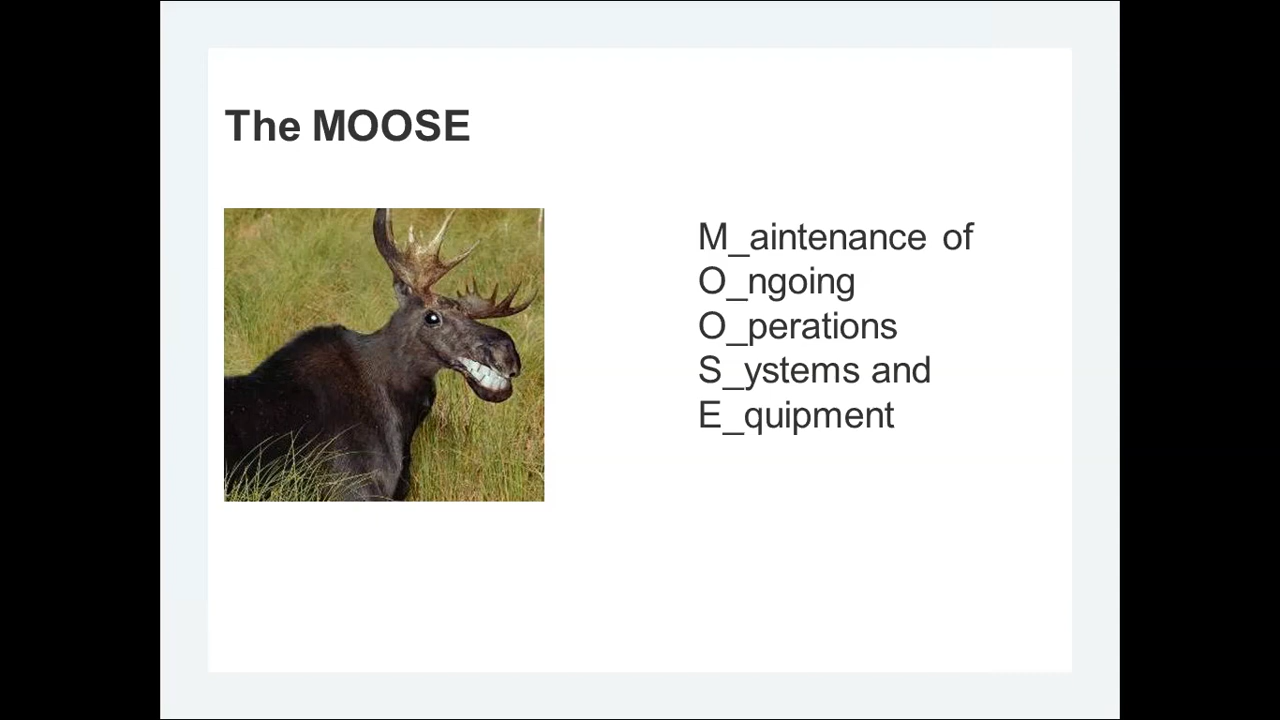 The MOOSE
M_aintenance of
O_ngoing
O_perations
S_ystems and
E_quipment